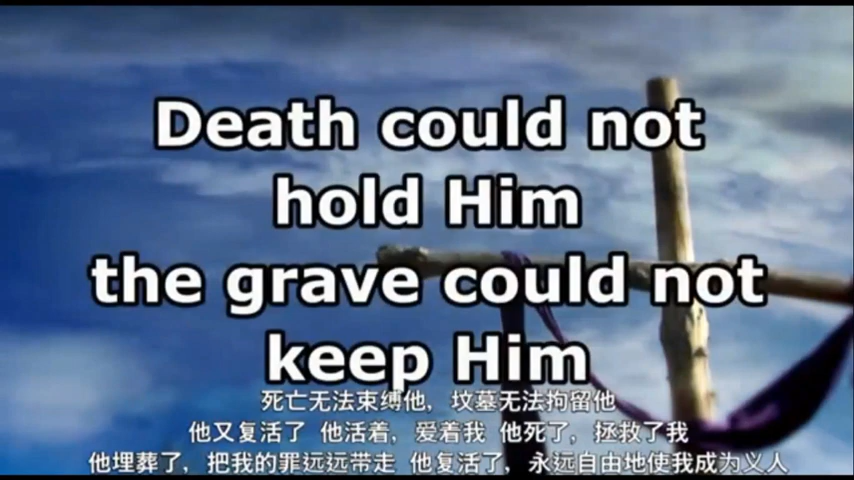 Death could not
hold Him
the grave could not
keep Him
死亡无法束缚他，坟墓无法拘留他
他又复活了 他活着，爱着我 他死了，拯救了我
他埋葬了，把我的罪远远带走 他复活了，永远自由地使我成为义人